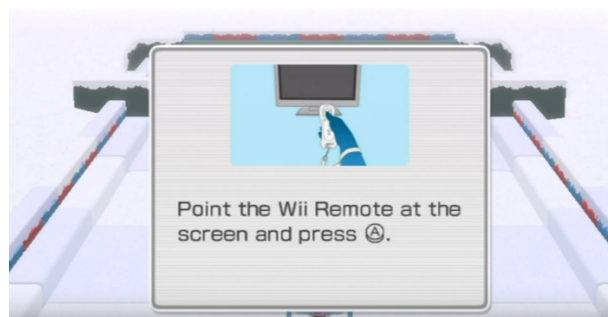 Point the Wii Remote at the
screen and press Ⓐ.